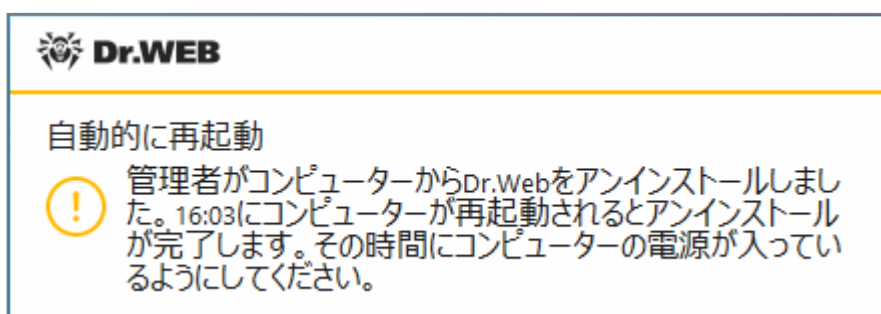 Dr.WEB
自動的に再起動
管理者がコンピューターからDr.Webをアンインストールしまし
た。16:03にコンピューターが再起動されるとアンインストール
が完了します。その時間にコンピューターの電源が入ってい
るようにしてください。